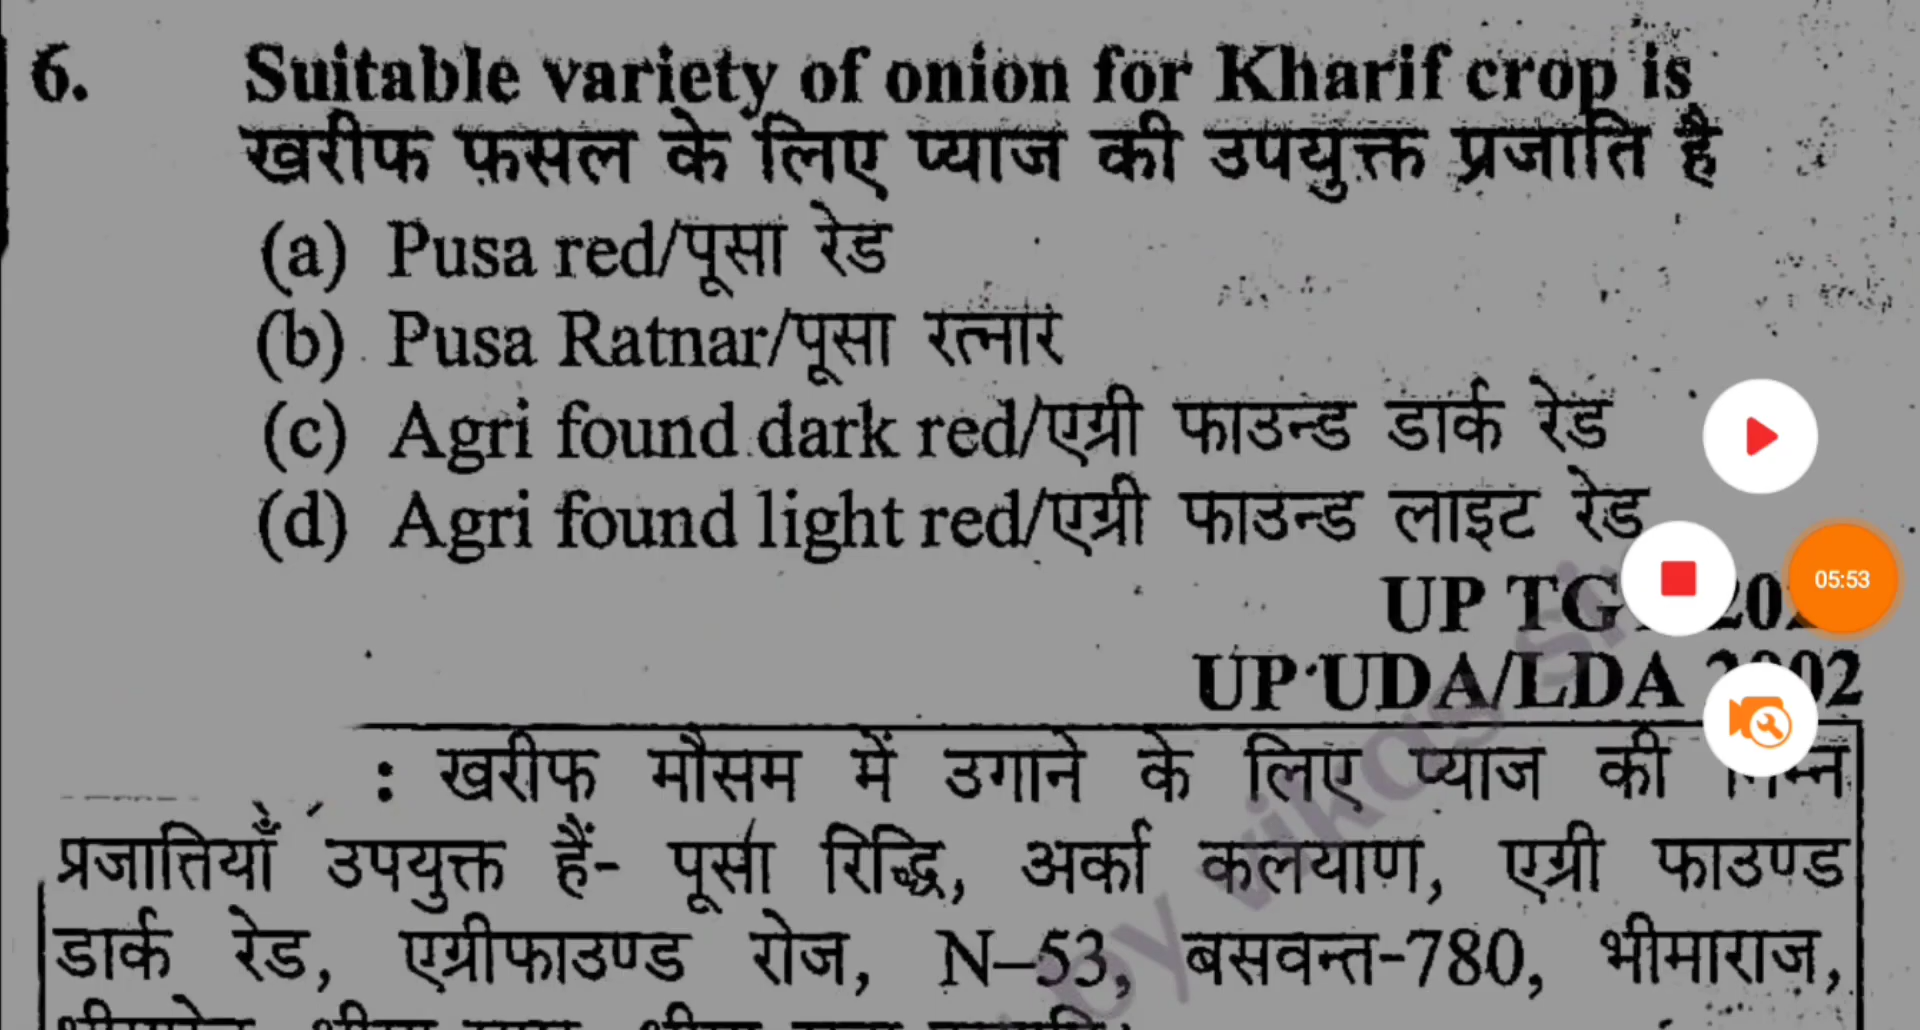 6. Suitable variety of onion for Kharif crop is
खरीफ फ़सल के लिए प्याज की उपयुक्त प्रजाति है
(a) Pusa red/पूसा रेड
(b) Pusa Ratnar/पूसा रत्नार
(c) Agri found dark red/एग्री फाउन्ड डार्क रेड
(d) Agri found light red/एग्री फाउन्ड लाइट रेड
UP
05:53
UP UDA/LDA
: खरीफ मौसम में उगाने के लिए प्याज की
प्रजातियाँ उपयुक्त हैं- पूसा रिद्धि, अर्का कलयाण, एग्री फाउण्ड
डार्क रेड, एग्रीफाउण्ड रोज, N-53, बसवन्त-780, भीमाराज,
by vikas